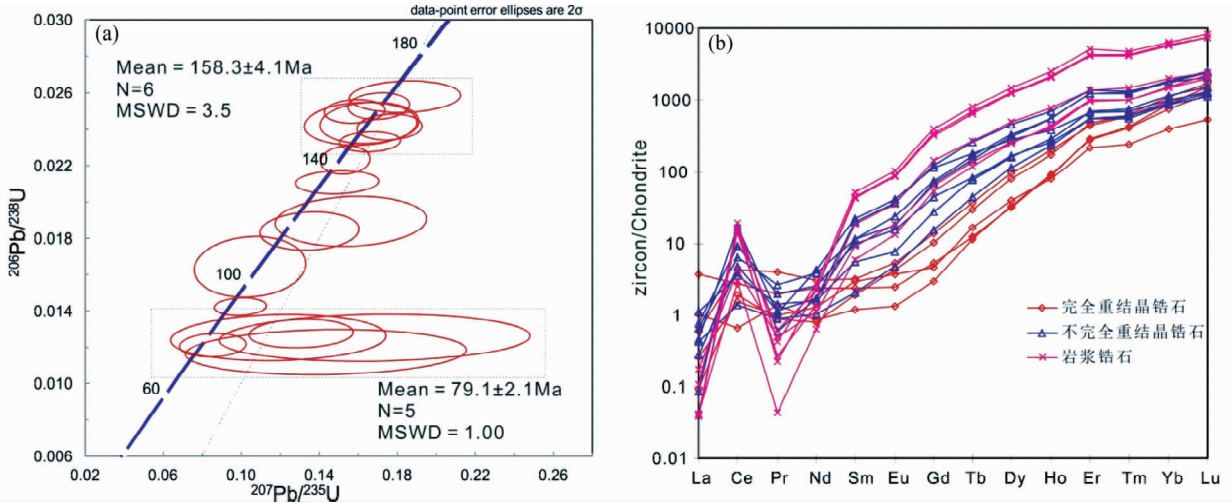 data-point error ellipses are 2σ
(a)
Mean = 158.3±4.1Ma
N=6
MSWD = 3.5
180
140
100
60
Mean = 79.1±2.1Ma
N=5
MSWD = 1.00
0.030
0.026
0.022
0.018
0.014
0.010
0.006
0.02
0.06
0.10
0.14
0.18
0.22
0.26
206Pb/238U
207Pb/235U
(b)
zircon/Chondrite
10000
1000
100
10
1
0.1
0.01
La Ce Pr Nd Sm Eu Gd Tb Dy Ho Er Tm Yb Lu
完全重结晶锆石
不完全重结晶锆石
岩浆锆石